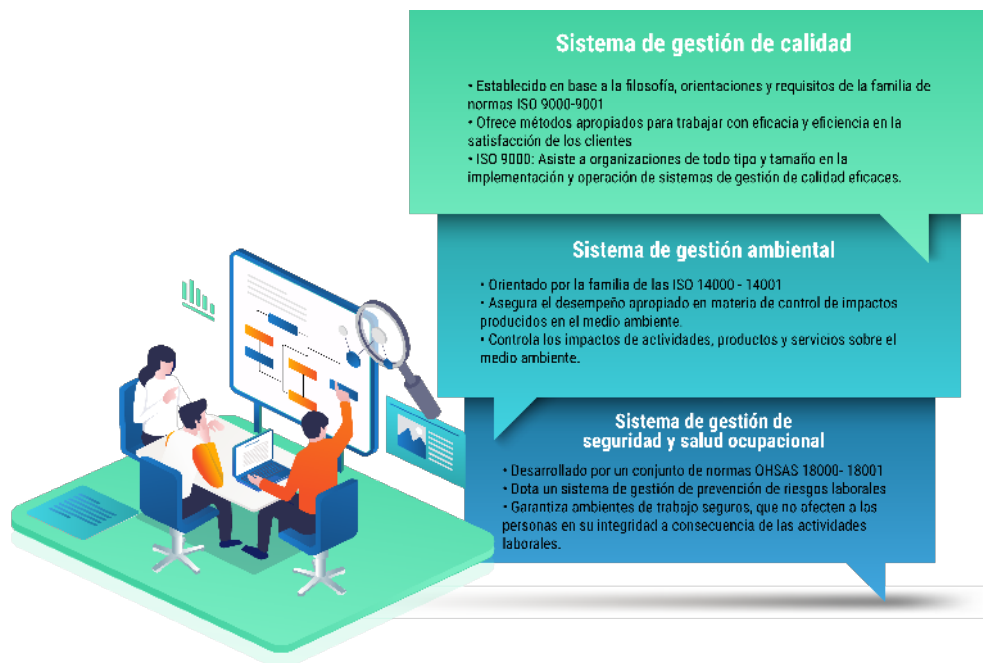 Sistema de gestión de calidad
• Establecido en base a la filosofía, orientaciones y requisitos de la familia de
normas ISO 9000-9001
• Ofrece métodos apropiados para trabajar con eficacia y eficiencia en la
satisfacción de los clientes
• ISO 9000: Asiste a organizaciones de todo tipo y tamaño en la
implementación y operación de sistemas de gestión de calidad eficaces.
Sistema de gestión ambiental
• Orientado por la familia de las ISO 14000 - 14001
• Asegura el desempeño apropiado en materia de control de impactos
producidos en el medio ambiente.
• Controla los impactos de actividades, productos y servicios sobre el
medio ambiente.
Sistema de gestión de
seguridad y salud ocupacional
• Desarrollado por un conjunto de normas OHSAS 18000- 18001
• Dota un sistema de gestión de prevención de riesgos laborales
• Garantiza ambientes de trabajo seguros, que no afecten a las
personas en su integridad a consecuencia de las actividades
laborales.